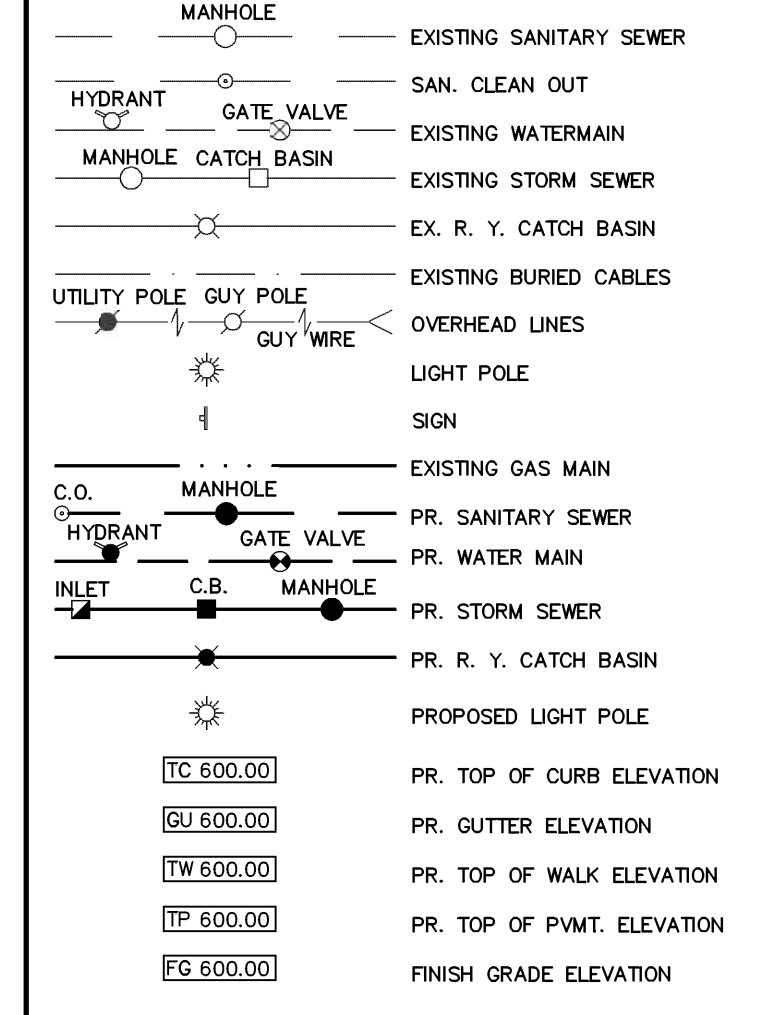 MANHOLE
EXISTING SANITARY SEWER
SAN. CLEAN OUT
HYDRANT
GATE VALVE
EXISTING WATERMAIN
MANHOLE CATCH BASIN
EXISTING STORM SEWER
EX. R. Y. CATCH BASIN
EXISTING BURIED CABLES
UTILITY POLE GUY POLE
OVERHEAD LINES
GUY WIRE
LIGHT POLE
SIGN
EXISTING GAS MAIN
C.O. MANHOLE
PR. SANITARY SEWER
HYDRANT
GATE VALVE
PR. WATER MAIN
INLET C.B. MANHOLE
PR. STORM SEWER
PR. R. Y. CATCH BASIN
PROPOSED LIGHT POLE
TC 600.00 PR. TOP OF CURB ELEVATION
GU 600.00 PR. GUTTER ELEVATION
TW 600.00 PR. TOP OF WALK ELEVATION
TP 600.00 PR. TOP OF PVMT. ELEVATION
FG 600.00 FINISH GRADE ELEVATION